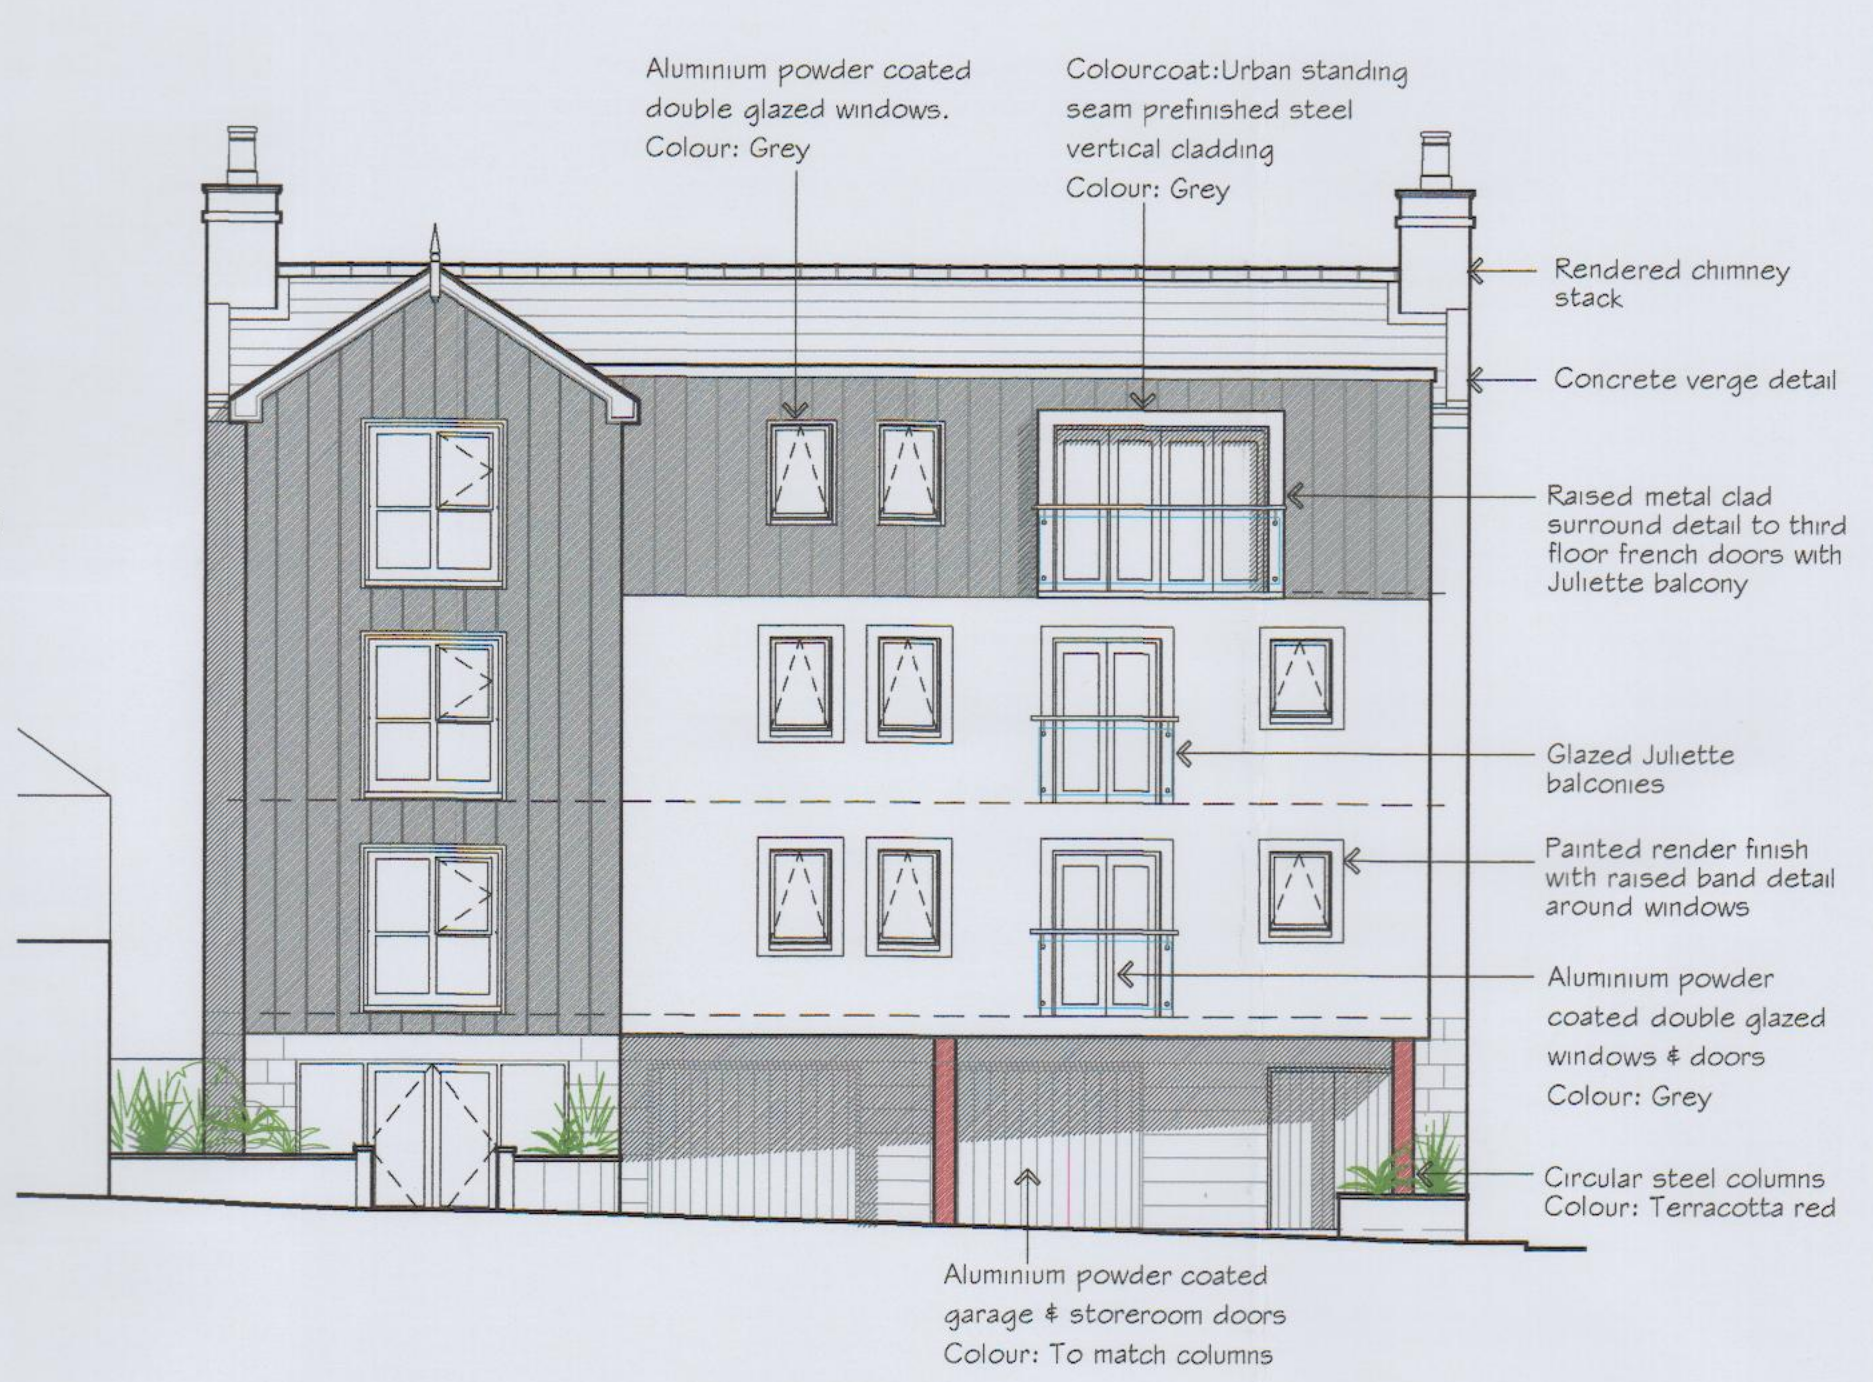 Aluminium powder coated
double glazed windows.
Colour: Grey
Colourcoat:Urban standing
seam prefinished steel
vertical cladding
Colour: Grey
Rendered chimney
stack
Concrete verge detail
Raised metal clad
surround detail to third
floor french doors with
Juliette balcony
Glazed Juliette
balconies
Painted render finish
with raised band detail
around windows
Aluminium powder
coated double glazed
windows & doors
Colour: Grey
Circular steel columns
Colour: Terracotta red
Aluminium powder coated
garage & storeroom doors
Colour: To match columns